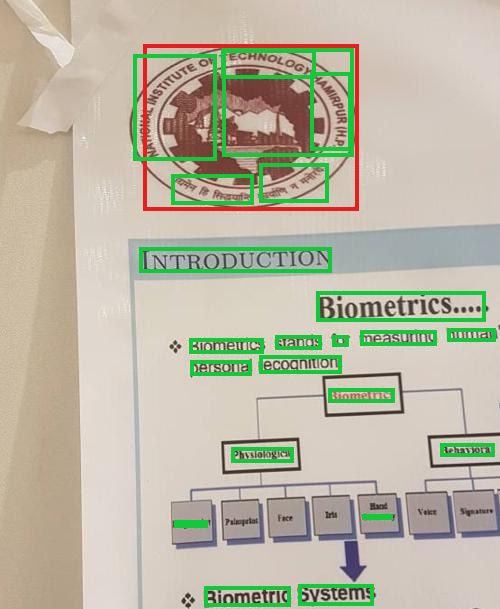 NATIONAL INSTITUTE OF TECHNOLOGY HAMIRPUR (H.P.
INTRODUCTION
Biometrics.....
❖ Biometrics stands for measuring human
personal recognition
Biometrics
Physiological Behaviora
Palmprint Face Iris Hand Voice Signature
❖ Biometric Systems